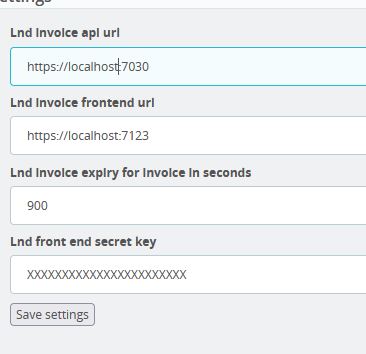 Lnd invoice api url
https://localhost:7030
Lnd invoice frontend url
https://localhost:7123
Lnd invoice expiry for invoice in seconds
900
Lnd front end secret key
XXXXXXXXXXXXXXXXXXXXXXX
Save settings